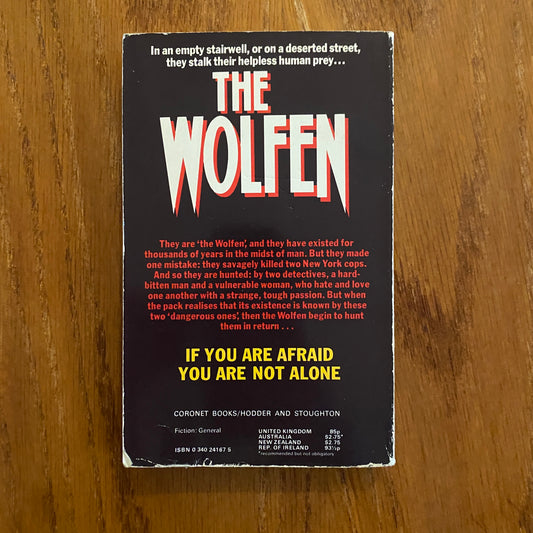 In an empty stairwell, or on a deserted street,
they stalk their helpless human prey...
THE
WOLFEN
They are 'the Wolfen', and they have existed for
thousands of years in the midst of man. But they made
one mistake: they savagely killed two New York cops.
And so they are hunted: by two detectives, a hard-
bitten man and a vulnerable woman, who hate and love
one another with a strange, tough passion. But when
the pack realises that its existence is known by these
two 'dangerous ones', then the Wolfen begin to hunt
them in return...
IF YOU ARE AFRAID
YOU ARE NOT ALONE
CORONET BOOKS/HODDER AND STOUGHTON
Fiction: General
UNITED KINGDOM 85p
AUSTRALIA $2.75*
NEW ZEALAND $2.75
REP. OF IRELAND 93½p
*recommended but not obligatory
ISBN 0 340 24167 5